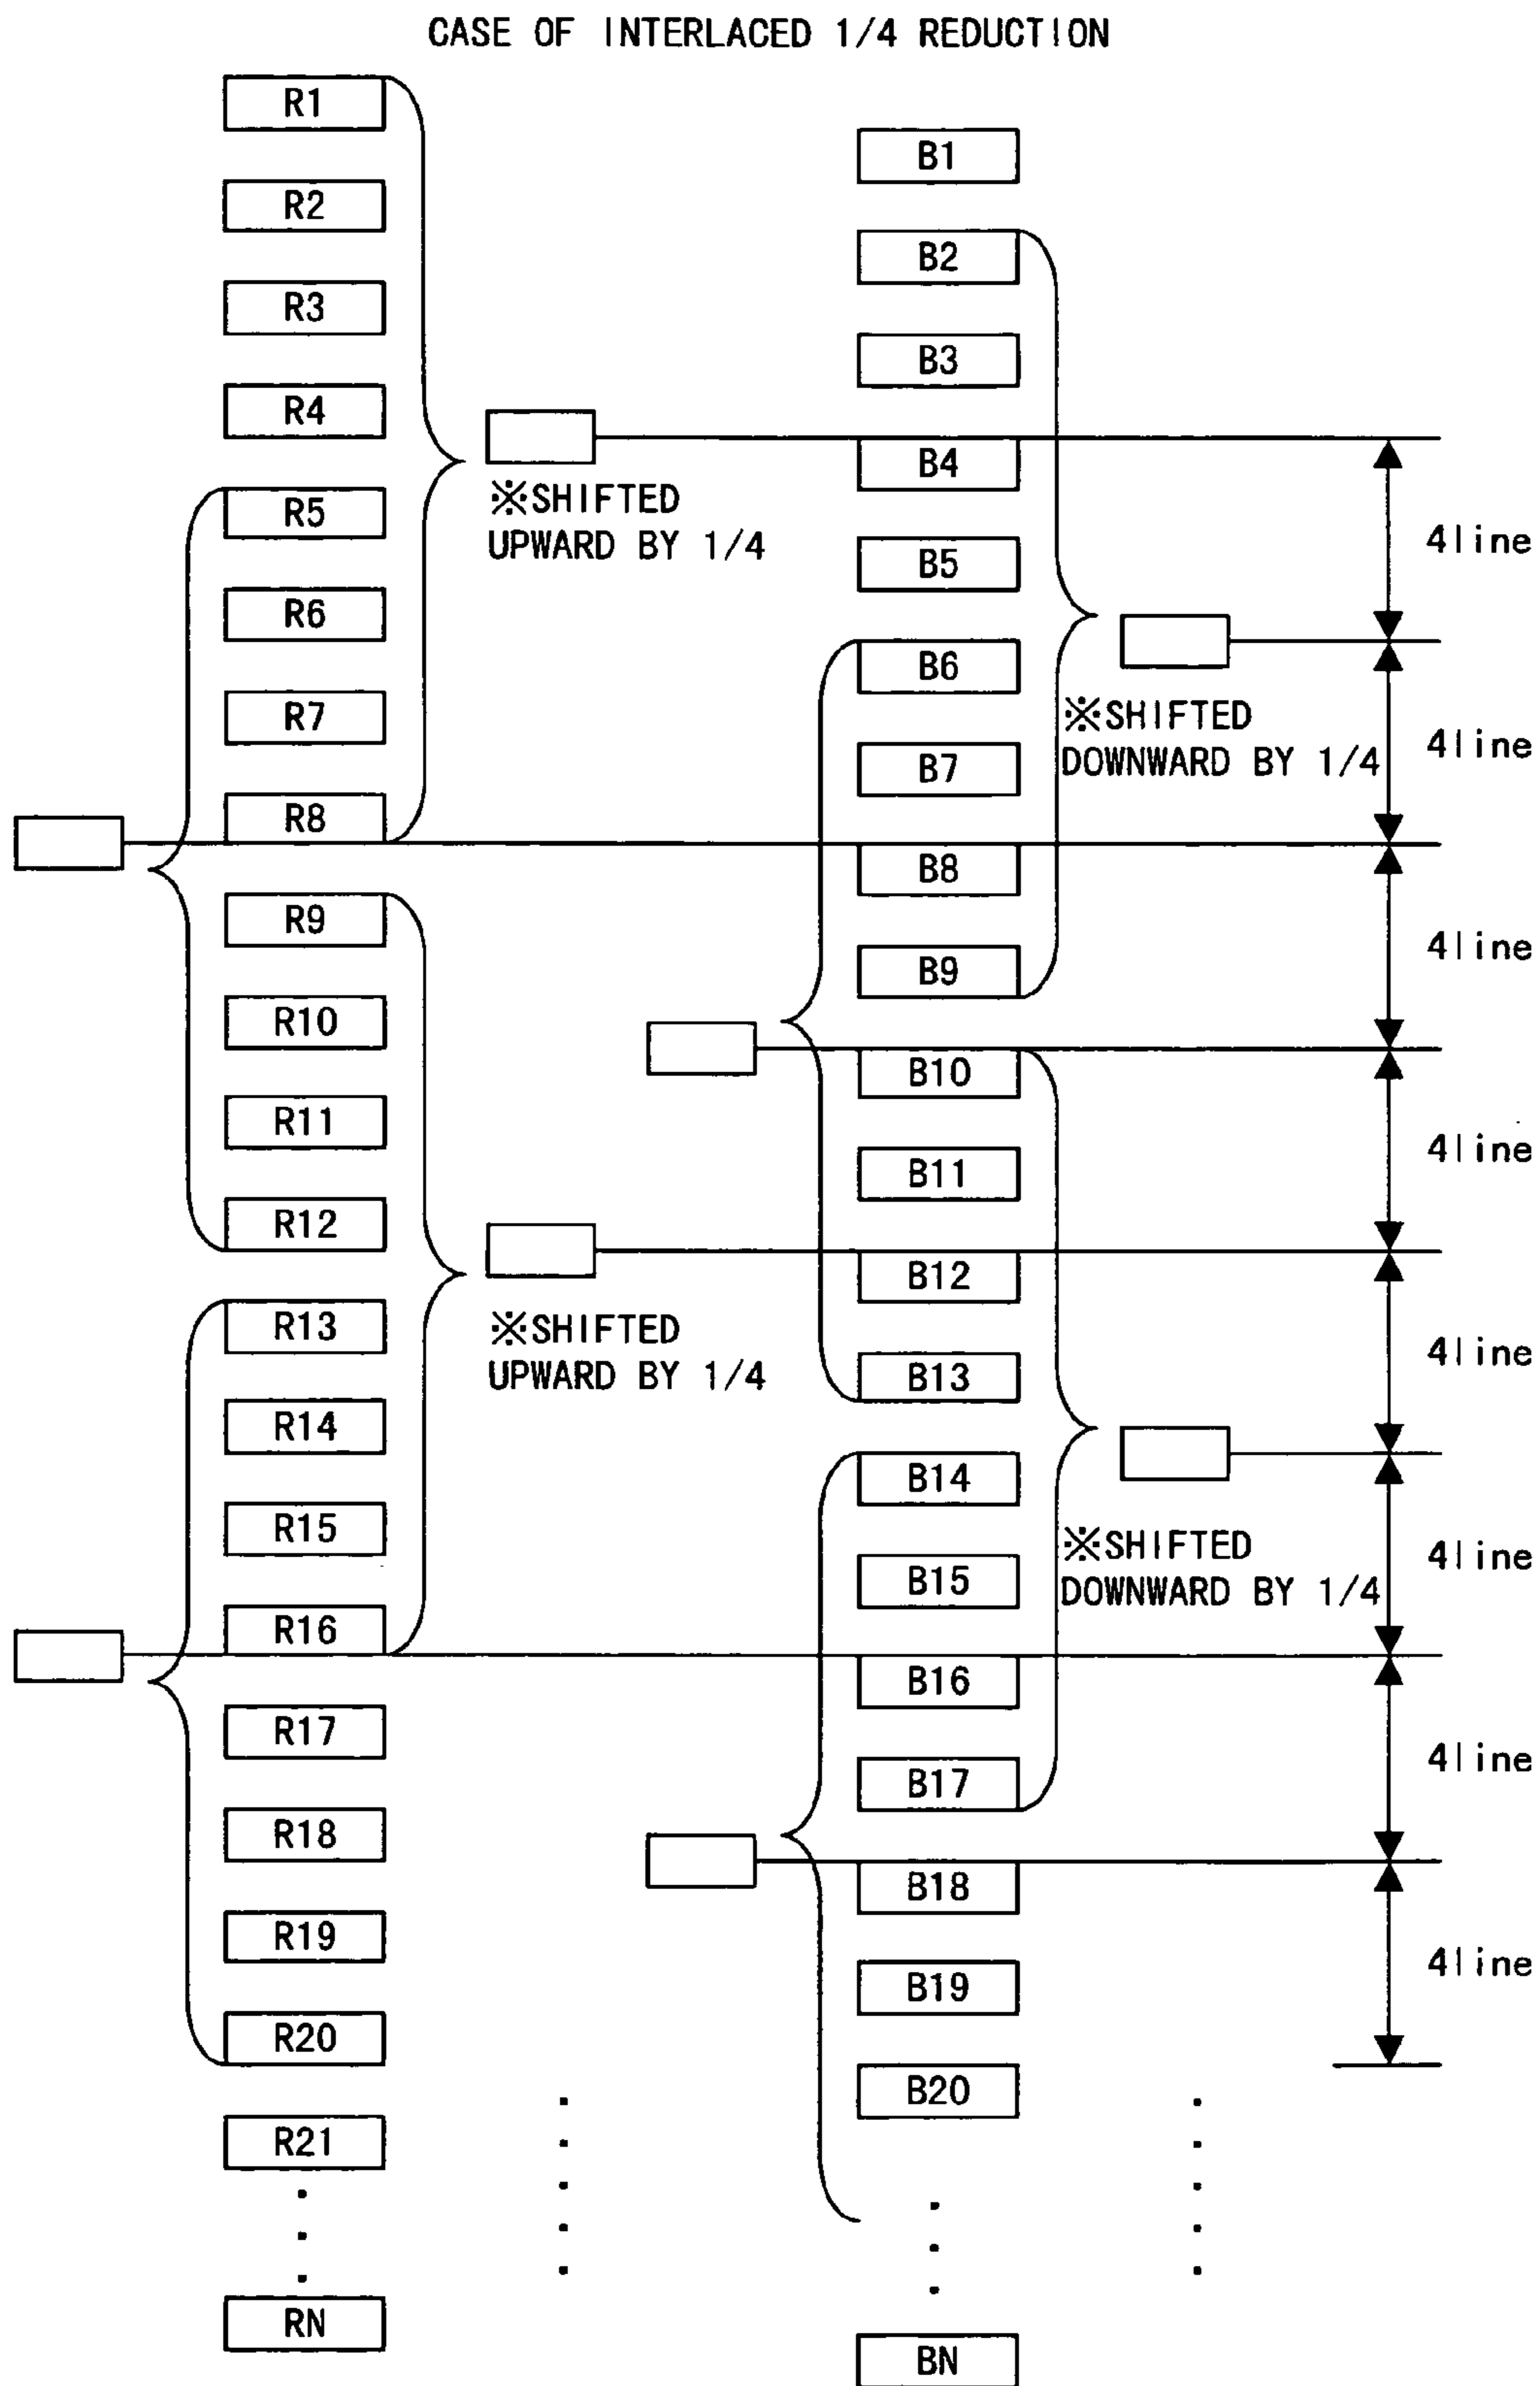 CASE OF INTERLACED 1/4 REDUCTION
R1
B1
R2
B2
R3
B3
R4
B4
※SHIFTED
UPWARD BY 1/4
R5
4line
B5
R6
B6
R7
※SHIFTED
DOWNWARD BY 1/4
4line
B7
R8
B8
R9
4line
B9
R10
B10
R11
4line
B11
R12
B12
R13
※SHIFTED
UPWARD BY 1/4
4line
B13
R14
B14
R15
※SHIFTED
DOWNWARD BY 1/4
4line
B15
R16
B16
R17
4line
B17
R18
B18
R19
4line
B19
R20
B20
R21
RN
BN